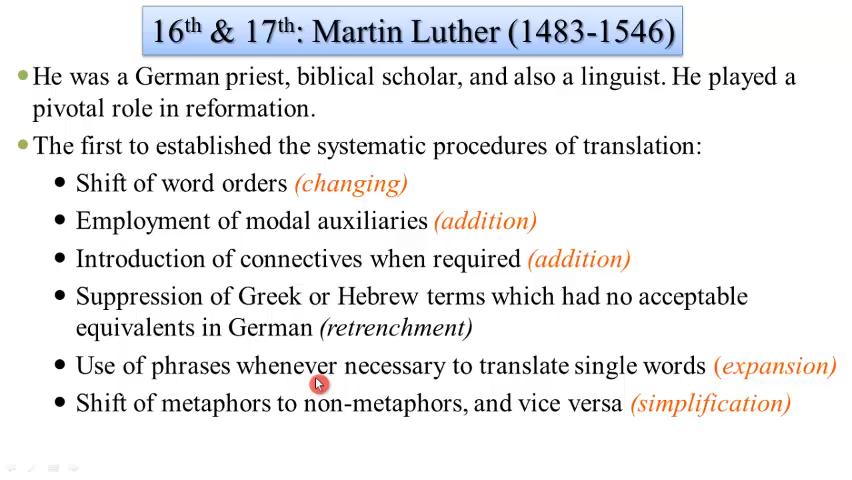 16th & 17th: Martin Luther (1483-1546)
He was a German priest, biblical scholar, and also a linguist. He played a
pivotal role in reformation.
The first to established the systematic procedures of translation:
Shift of word orders (changing)
Employment of modal auxiliaries (addition)
Introduction of connectives when required (addition)
Suppression of Greek or Hebrew terms which had no acceptable
equivalents in German (retrenchment)
Use of phrases whenever necessary to translate single words (expansion)
Shift of metaphors to non-metaphors, and vice versa (simplification)